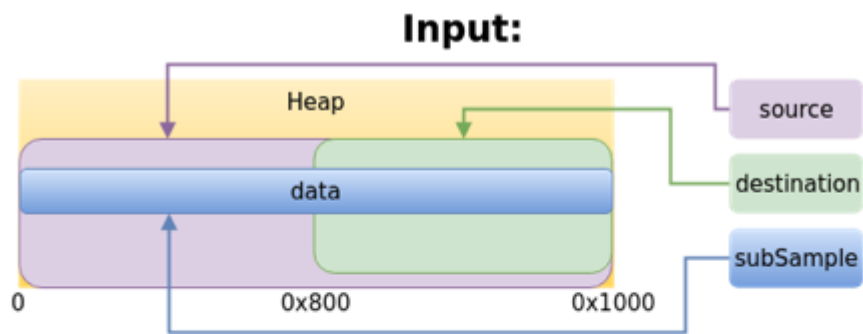 Input:
Heap
source
destination
data
subSample
0
0x800
0x1000